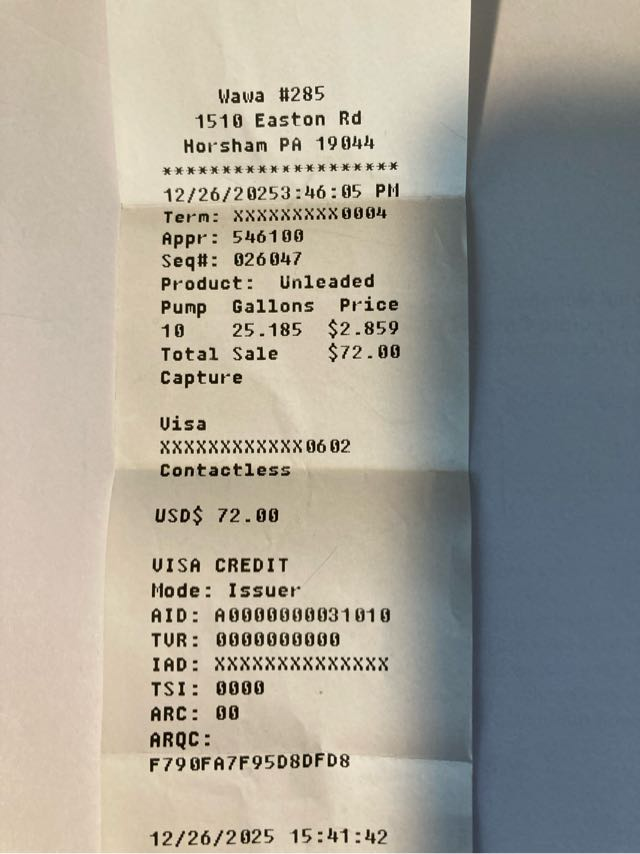 Wawa #285
1510 Easton Rd
Horsham PA 19044
********************
12/26/20253:46:05 PM
Term: XXXXXXXXX0004
Appr: 546100
Seq#: 026047
Product: Unleaded
Pump Gallons Price
10 25.185 $2.859
Total Sale $72.00
Capture
Visa
XXXXXXXXXXXX0602
Contactless
USD$ 72.00
VISA CREDIT
Mode: Issuer
AID: A0000000031010
TVR: 0000000000
IAD: XXXXXXXXXXXXXX
TSI: 0000
ARC: 00
ARQC:
F790FA7F95D8DFD8
12/26/2025 15:41:42